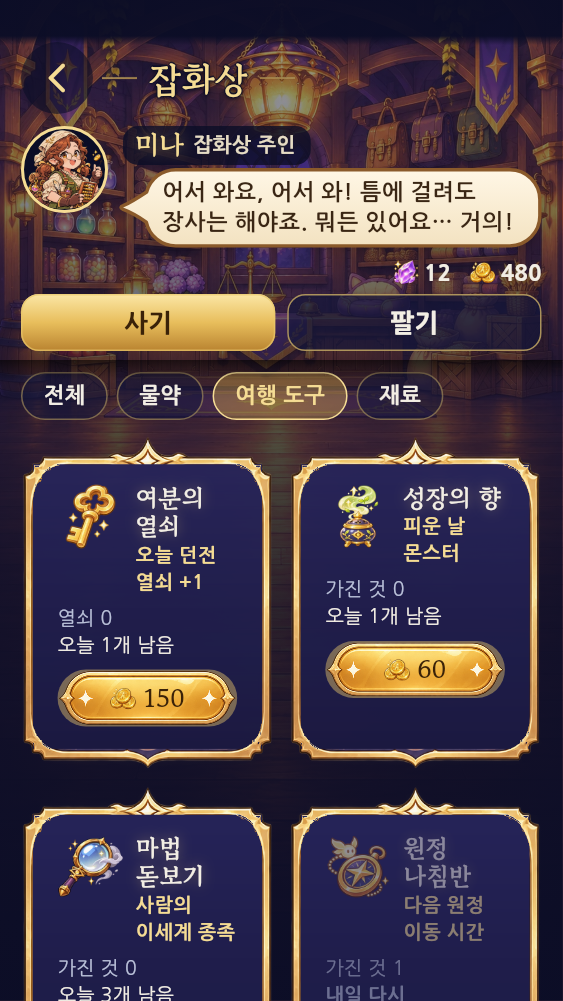 잡화상
미나 잡화상 주인
어서 와요, 어서 와! 틈에 걸려도
장사는 해야죠. 뭐든 있어요… 거의!
12 480
사기 팔기
전체 물약 여행 도구 재료
여분의
열쇠
오늘 던전
열쇠 +1
열쇠 0
오늘 1개 남음
150
성장의 향
피운 날
몬스터
가진 것 0
오늘 1개 남음
60
마법
돋보기
사람의
이세계 종족
가진 것 0
오늘 3개 남음
원정
나침반
다음 원정
이동 시간
가진 것 1
내일 다시